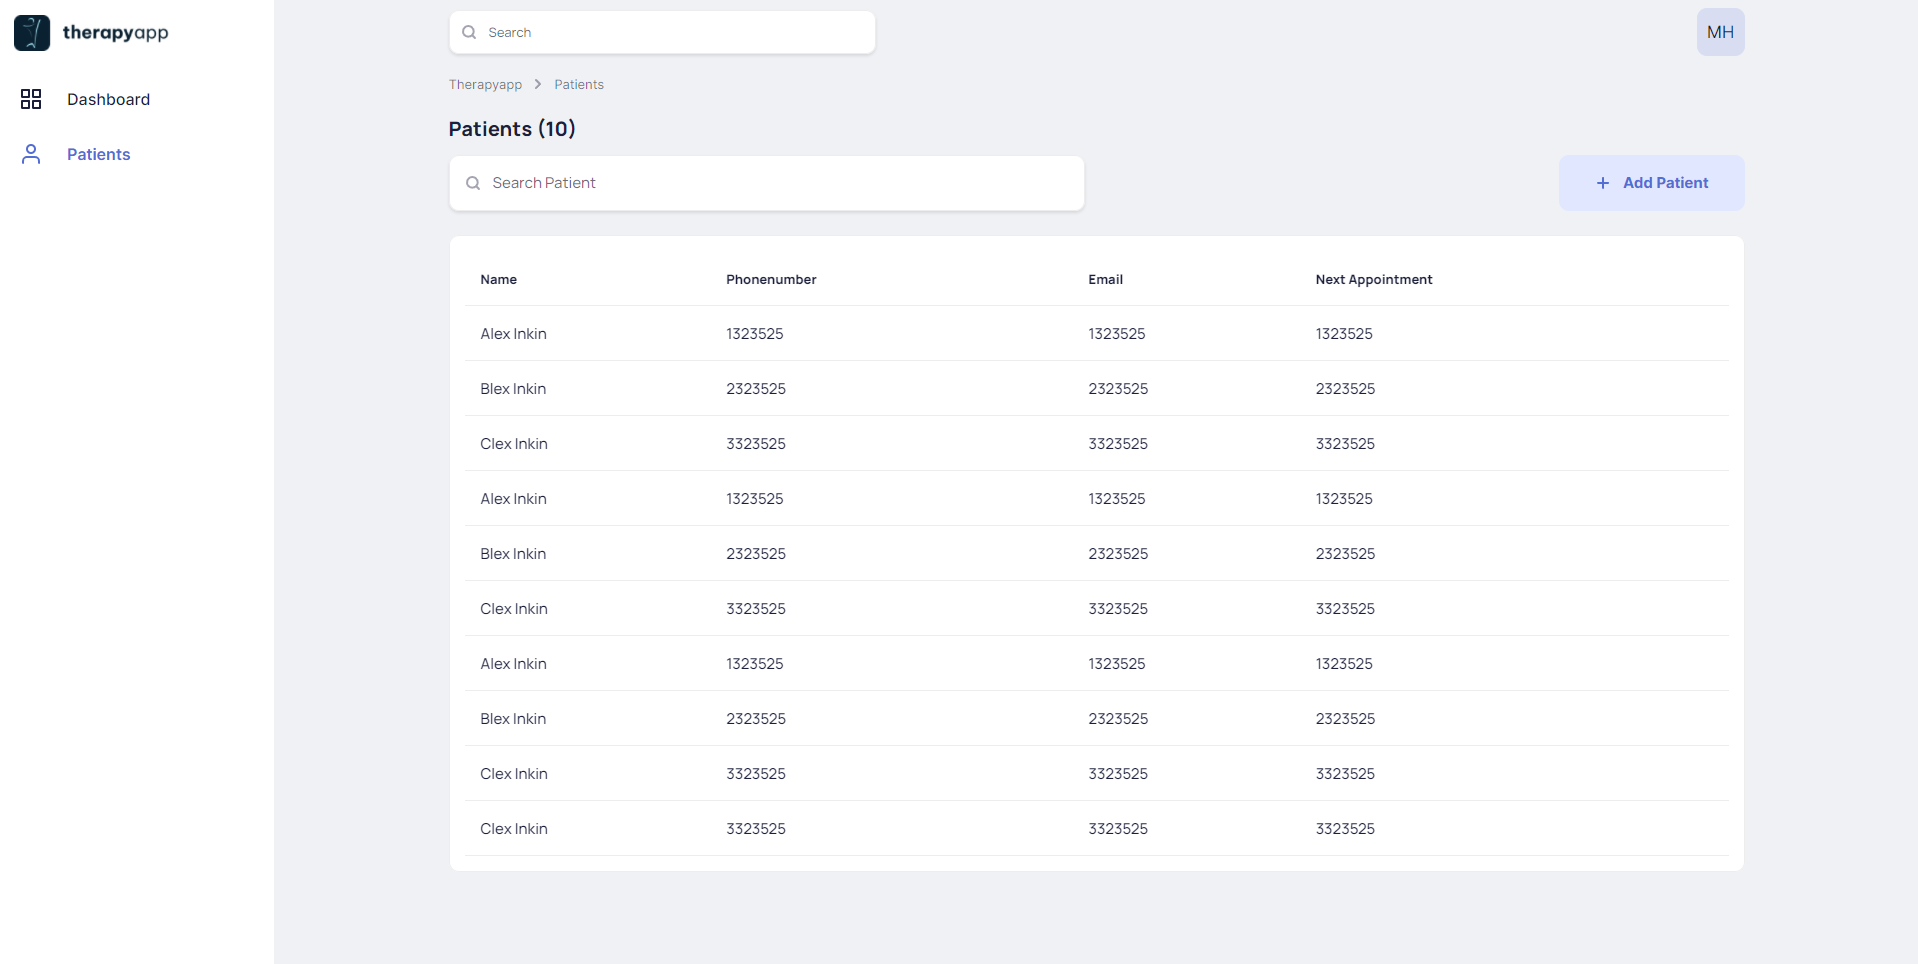 therapyapp
Search
MH
Dashboard
Patients
Therapyapp > Patients
Patients (10)
Search Patient
+ Add Patient
Name Phonenumber Email Next Appointment
Alex Inkin 1323525 1323525 1323525
Blex Inkin 2323525 2323525 2323525
Clex Inkin 3323525 3323525 3323525
Alex Inkin 1323525 1323525 1323525
Blex Inkin 2323525 2323525 2323525
Clex Inkin 3323525 3323525 3323525
Alex Inkin 1323525 1323525 1323525
Blex Inkin 2323525 2323525 2323525
Clex Inkin 3323525 3323525 3323525
Clex Inkin 3323525 3323525 3323525